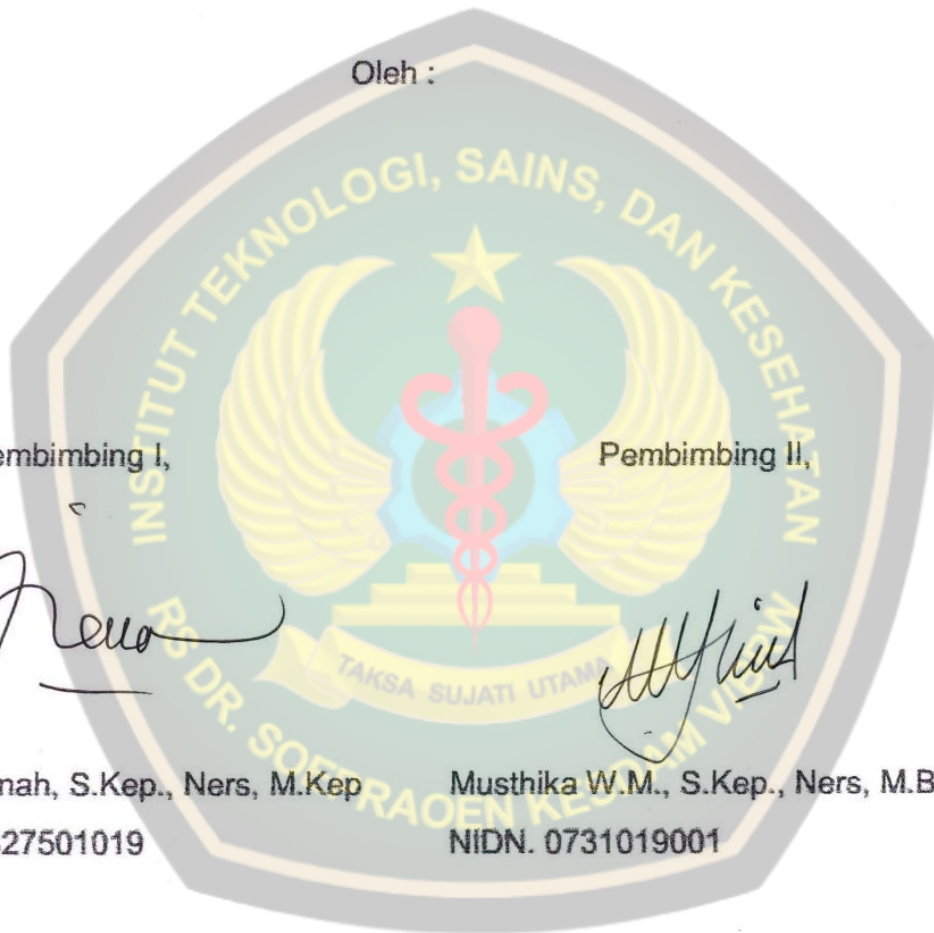 Oleh :
INSTITUT TEKNOLOGI, SAINS, DAN KESEHATAN
embimbing I,
Pembimbing II,
TAKSA SUJATI UTAMA
nah, S.Kep., Ners, M.Kep
Musthika W.M., S.Kep., Ners, M.B
27501019
NIDN. 0731019001
RS DR. SOEPRAOEN KESDAM V/BRW